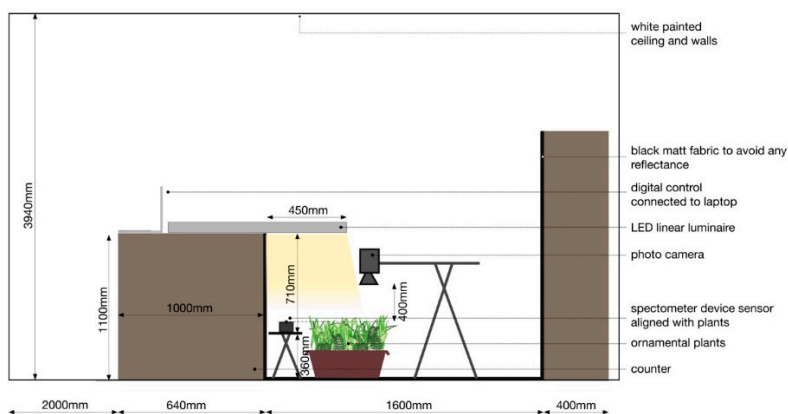 white painted
ceiling and walls
black matt fabric to avoid any
reflectance
digital control
connected to laptop
450mm
LED linear luminaire
3940mm
photo camera
710mm
400mm
1100mm
1000mm
spectometer device sensor
aligned with plants
360mm
ornamental plants
counter
2000mm
640mm
1600mm
400mm